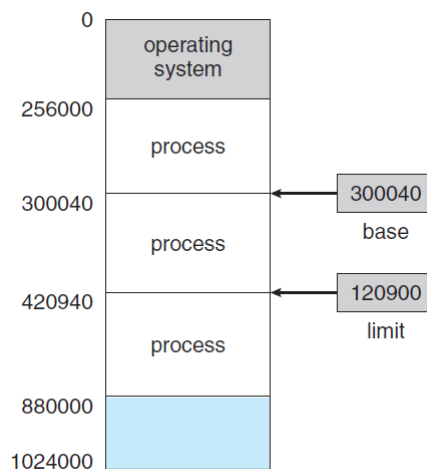 0
operating
system
256000
process
300040
300040
base
process
420940
120900
limit
process
880000
1024000